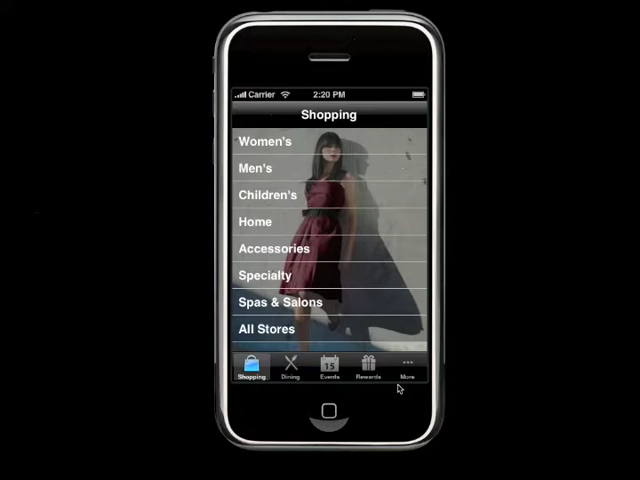 Carrier 2:20 PM
Shopping
Women's
Men's
Children's
Home
Accessories
Specialty
Spas & Salons
All Stores
15
Shopping Dining Events Rewards More